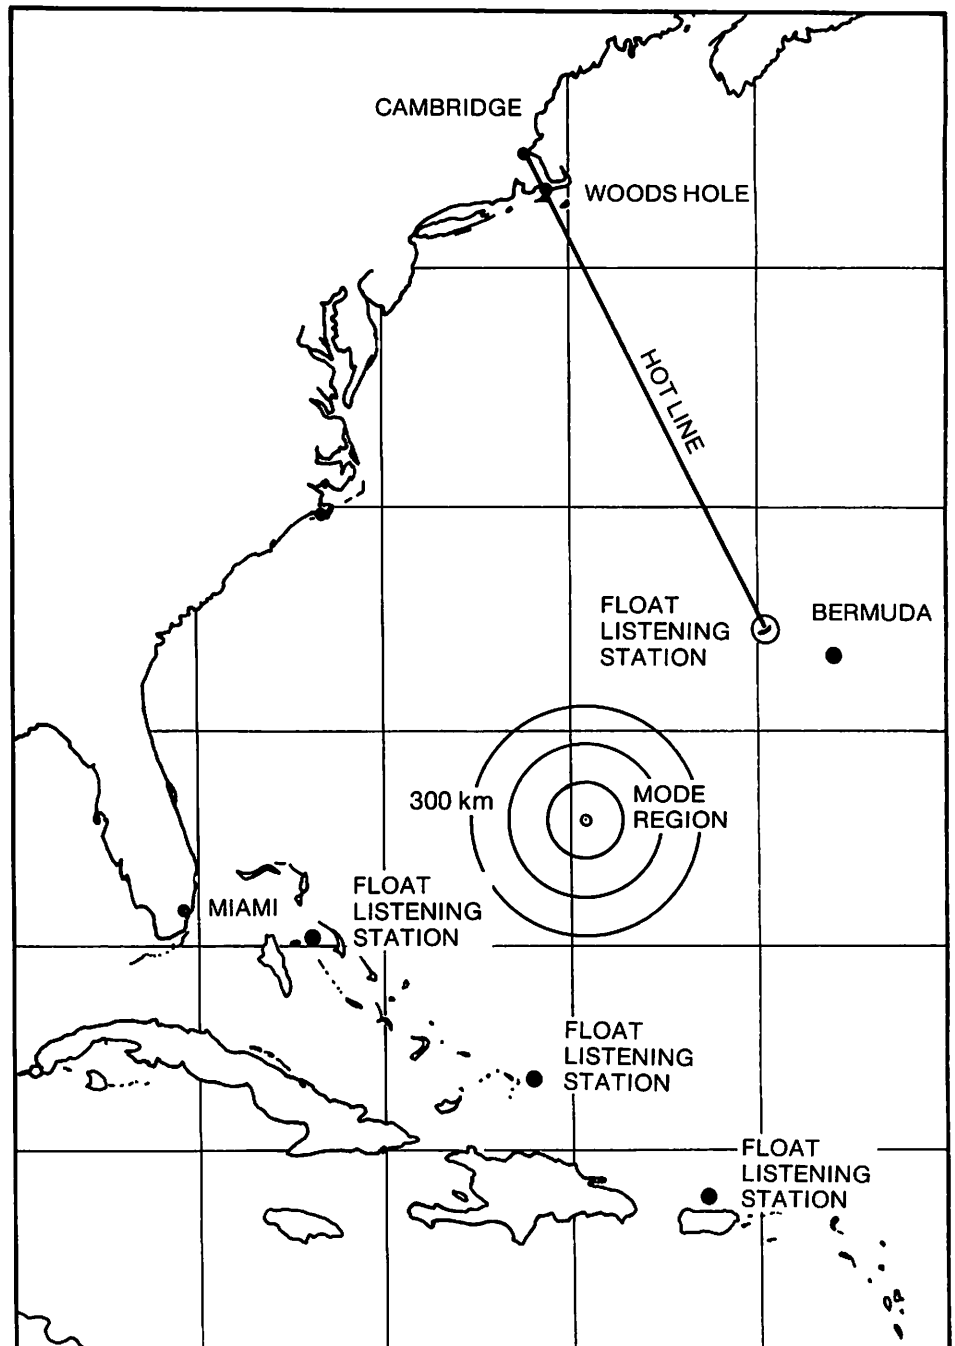 CAMBRIDGE
WOODS HOLE
HOT LINE
FLOAT
LISTENING
STATION
BERMUDA
300 km
MODE
REGION
MIAMI
FLOAT
LISTENING
STATION
FLOAT
LISTENING
STATION
FLOAT
LISTENING
STATION